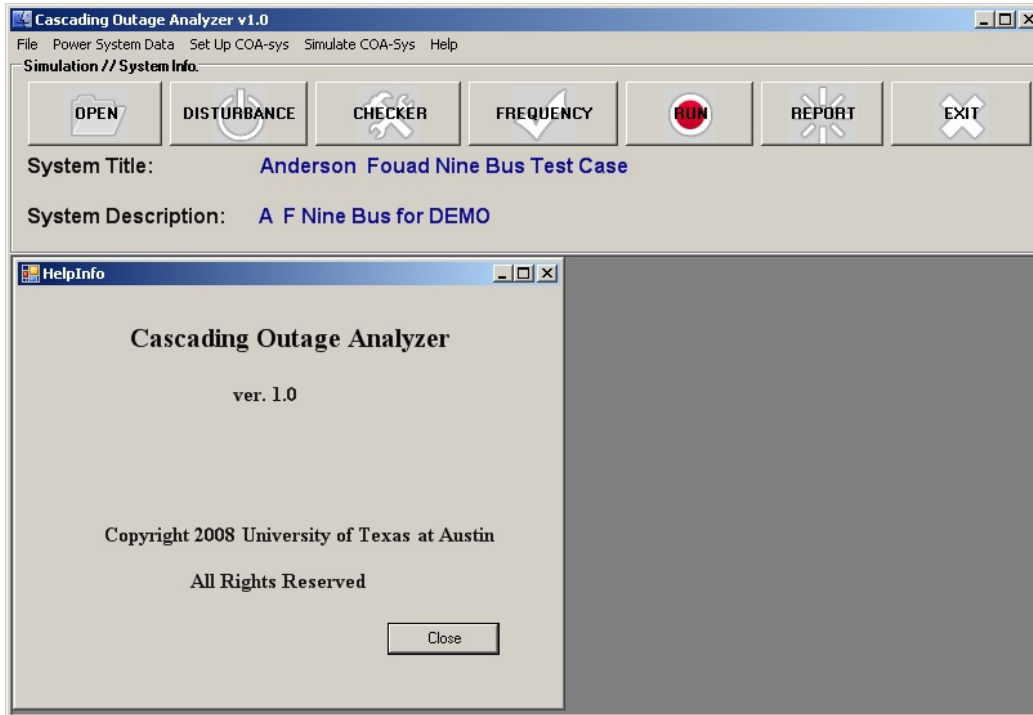 Cascading Outage Analyzer v1.0
File Power System Data Set Up COA-sys Simulate COA-Sys Help
Simulation // System Info.
OPEN DISTURBANCE CHECKER FREQUENCY RUN REPORT EXIT
System Title: Anderson Fouad Nine Bus Test Case
System Description: A F Nine Bus for DEMO
HelpInfo
Cascading Outage Analyzer
ver. 1.0
Copyright 2008 University of Texas at Austin
All Rights Reserved
Close